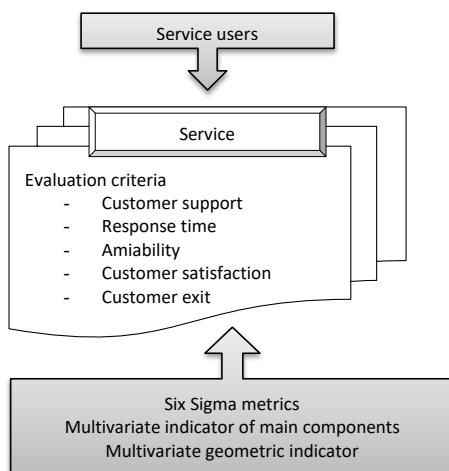 Service users
Service
Evaluation criteria
- Customer support
- Response time
- Amiability
- Customer satisfaction
- Customer exit
Six Sigma metrics
Multivariate indicator of main components
Multivariate geometric indicator